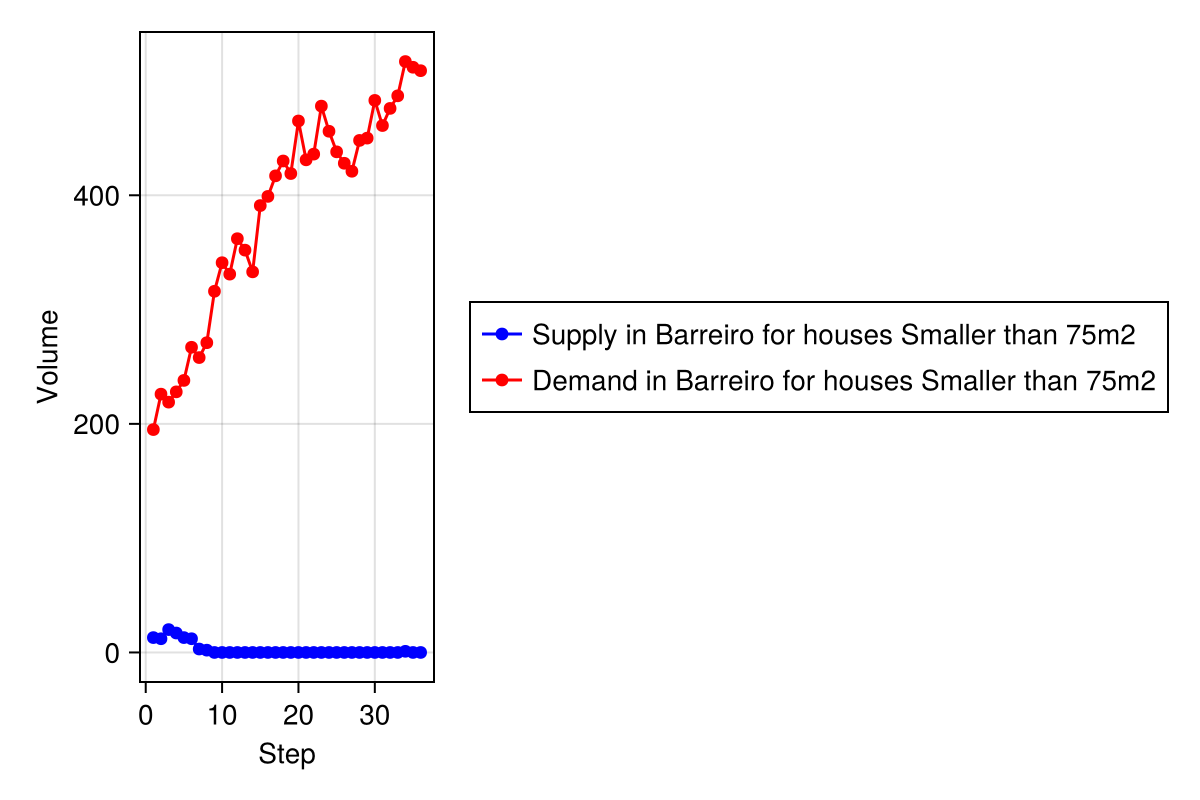 Volume
400
200
0
0 10 20 30
Step
Supply in Barreiro for houses Smaller than 75m2
Demand in Barreiro for houses Smaller than 75m2